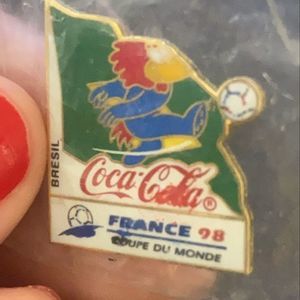 BRESIL
Coca-Cola®
FRANCE 98
COUPE DU MONDE